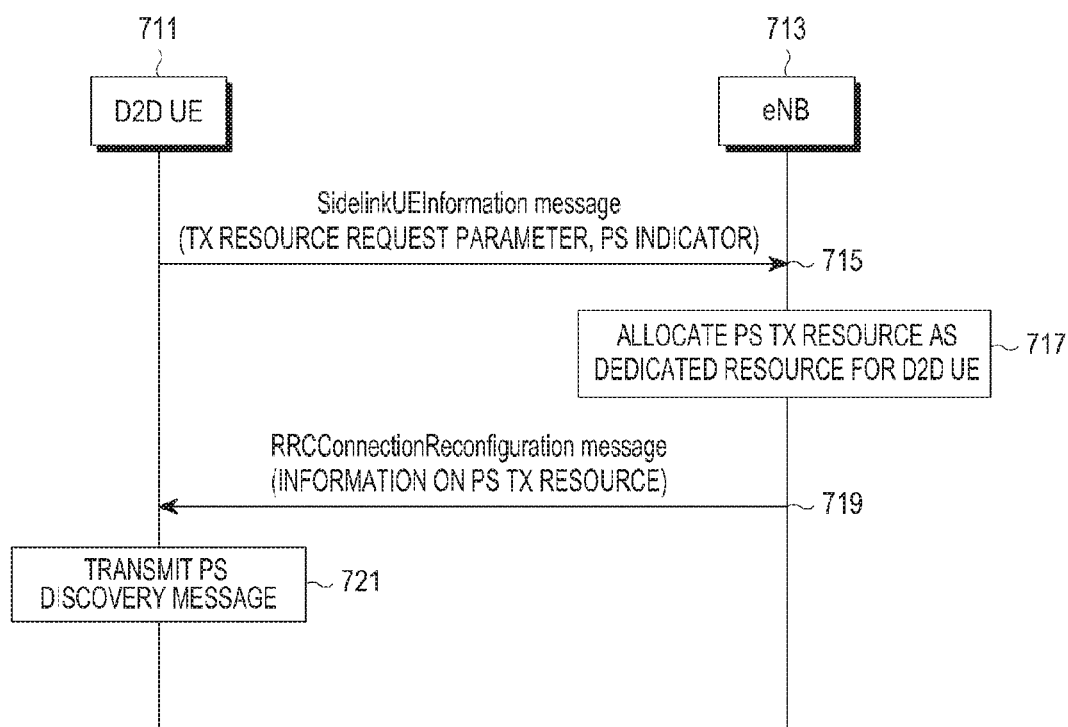 711
713
D2D UE
eNB
SidelinkUEInformation message
(TX RESOURCE REQUEST PARAMETER, PS INDICATOR)
715
ALLOCATE PS TX RESOURCE AS
DEDICATED RESOURCE FOR D2D UE
717
RRCConnectionReconfiguration message
(INFORMATION ON PS TX RESOURCE)
719
TRANSMIT PS
DISCOVERY MESSAGE
721